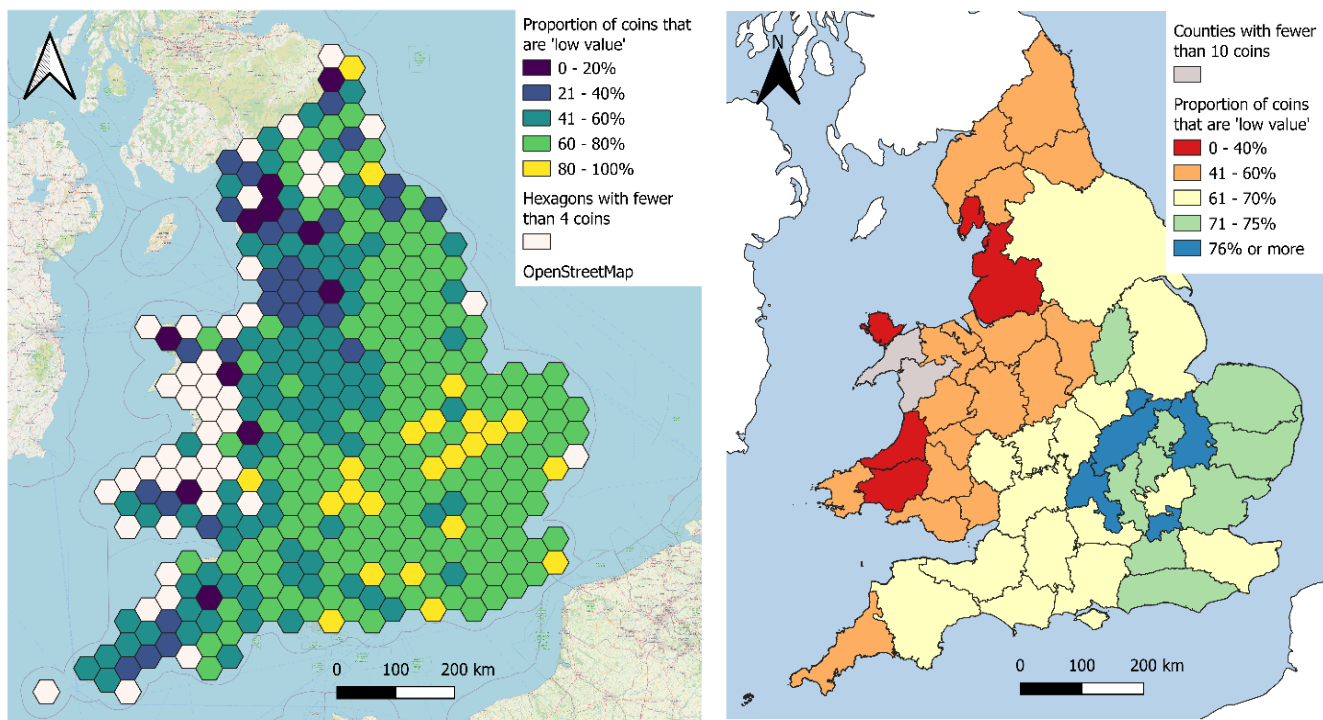 Proportion of coins that
are 'low value'
0 - 20%
21 - 40%
41 - 60%
60 - 80%
80 - 100%
Hexagons with fewer
than 4 coins
OpenStreetMap
0 100 200 km
N
Counties with fewer
than 10 coins
Proportion of coins
that are 'low value'
0 - 40%
41 - 60%
61 - 70%
71 - 75%
76% or more
0 100 200 km